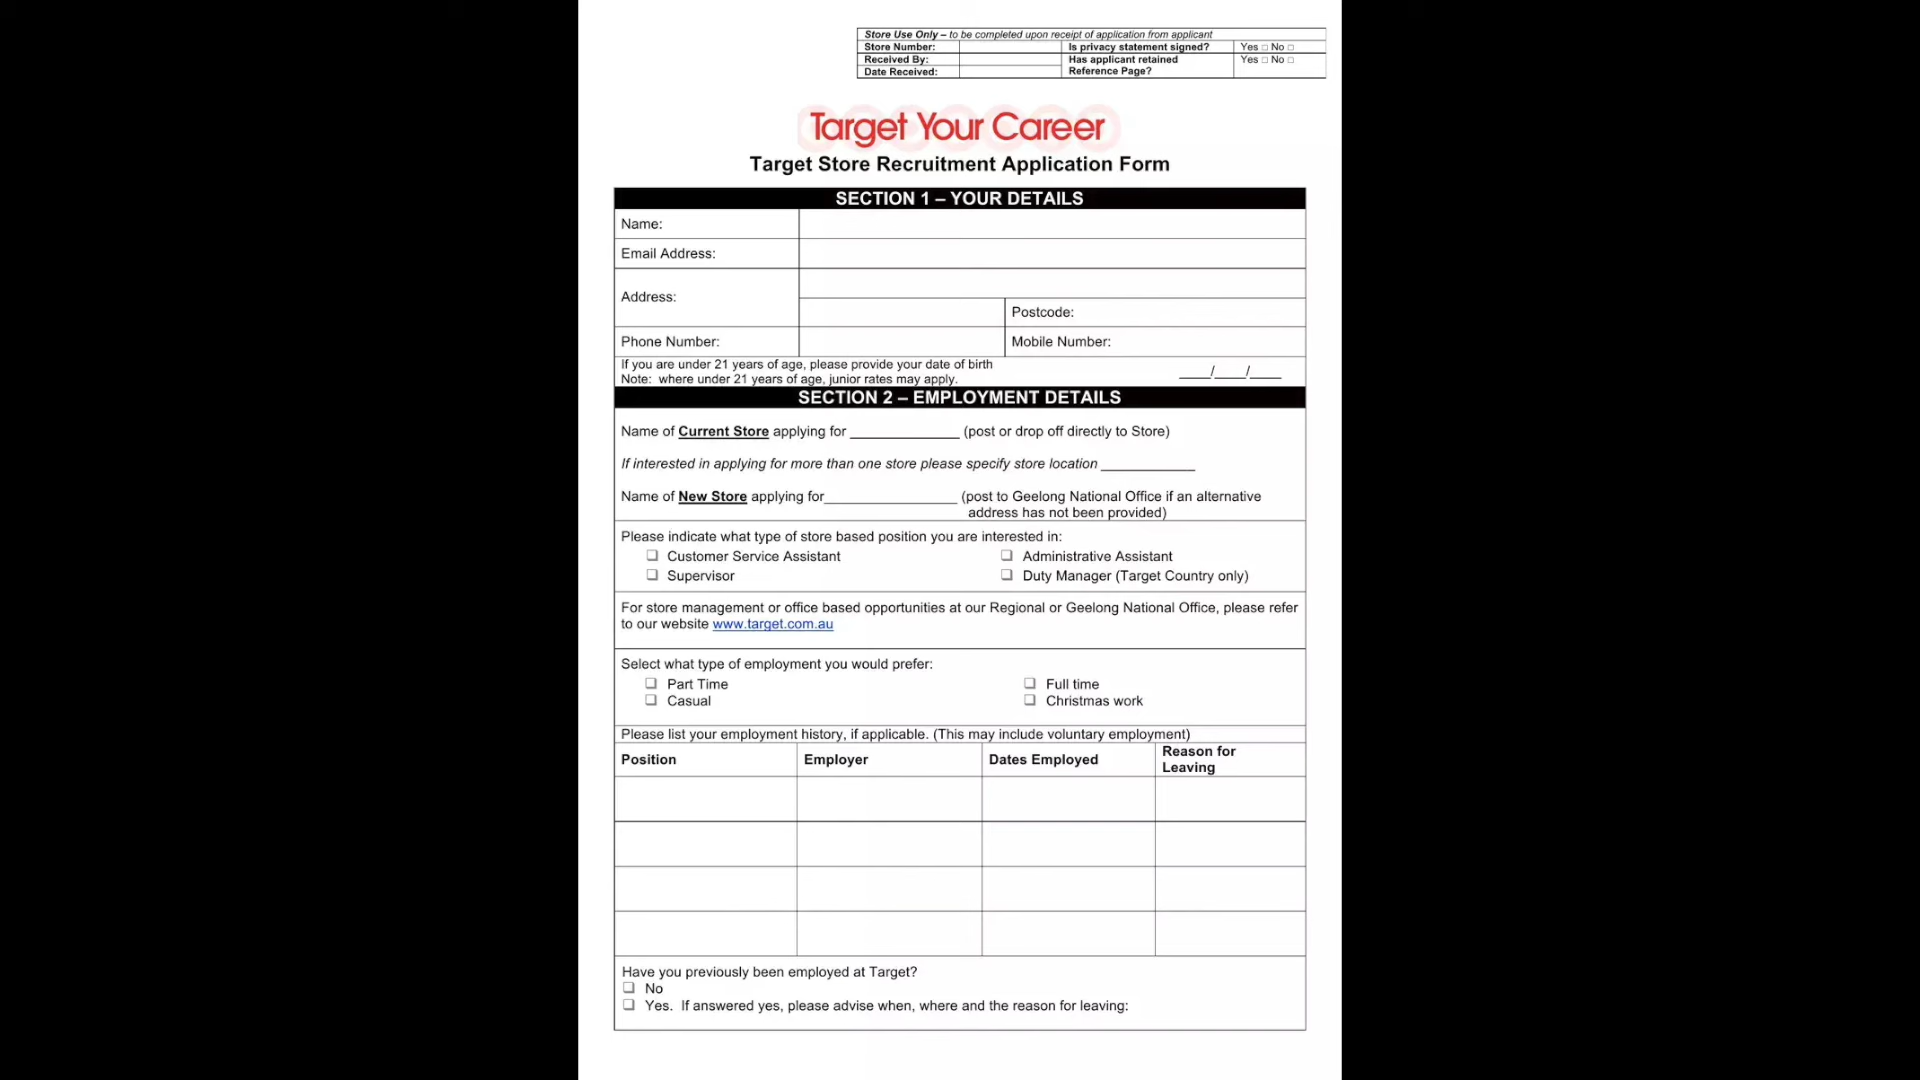 Store Use Only – to be completed upon receipt of application from applicant
Store Number: Is privacy statement signed? Yes □ No □
Received By: Has applicant retained Yes □ No □
Date Received: Reference Page?
Target Your Career
Target Store Recruitment Application Form
SECTION 1 – YOUR DETAILS
Name:
Email Address:
Address:
Postcode:
Phone Number: Mobile Number:
If you are under 21 years of age, please provide your date of birth
Note: where under 21 years of age, junior rates may apply. ____/____/____
SECTION 2 – EMPLOYMENT DETAILS
Name of Current Store applying for ______________ (post or drop off directly to Store)
If interested in applying for more than one store please specify store location ____________
Name of New Store applying for_________________ (post to Geelong National Office if an alternative
address has not been provided)
Please indicate what type of store based position you are interested in:
❑ Customer Service Assistant ❑ Administrative Assistant
❑ Supervisor ❑ Duty Manager (Target Country only)
For store management or office based opportunities at our Regional or Geelong National Office, please refer
to our website www.target.com.au
Select what type of employment you would prefer:
❑ Part Time ❑ Full time
❑ Casual ❑ Christmas work
Please list your employment history, if applicable. (This may include voluntary employment)
Position Employer Dates Employed Reason for
Leaving
Have you previously been employed at Target?
❑ No
❑ Yes. If answered yes, please advise when, where and the reason for leaving: